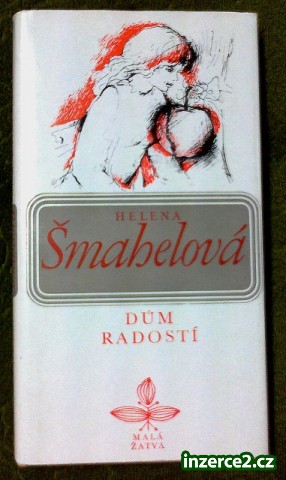 HELENA
Šmahelová
DŮM
RADOSTÍ
MALÁ
ŽATVA
inzerce2.cz